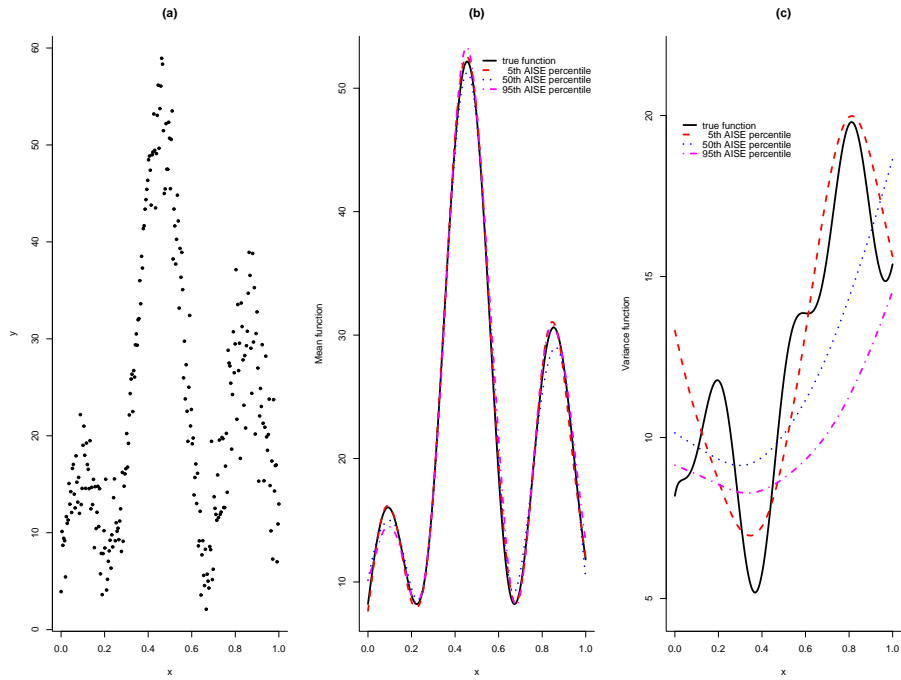 (a)
60
50
40
30
20
10
0
y
0.0 0.2 0.4 0.6 0.8 1.0
x
(b)
true function
5th AISE percentile
50th AISE percentile
95th AISE percentile
50
40
30
20
10
Mean function
0.0 0.2 0.4 0.6 0.8 1.0
x
(c)
true function
5th AISE percentile
50th AISE percentile
95th AISE percentile
20
15
10
5
Variance function
0.0 0.2 0.4 0.6 0.8 1.0
x